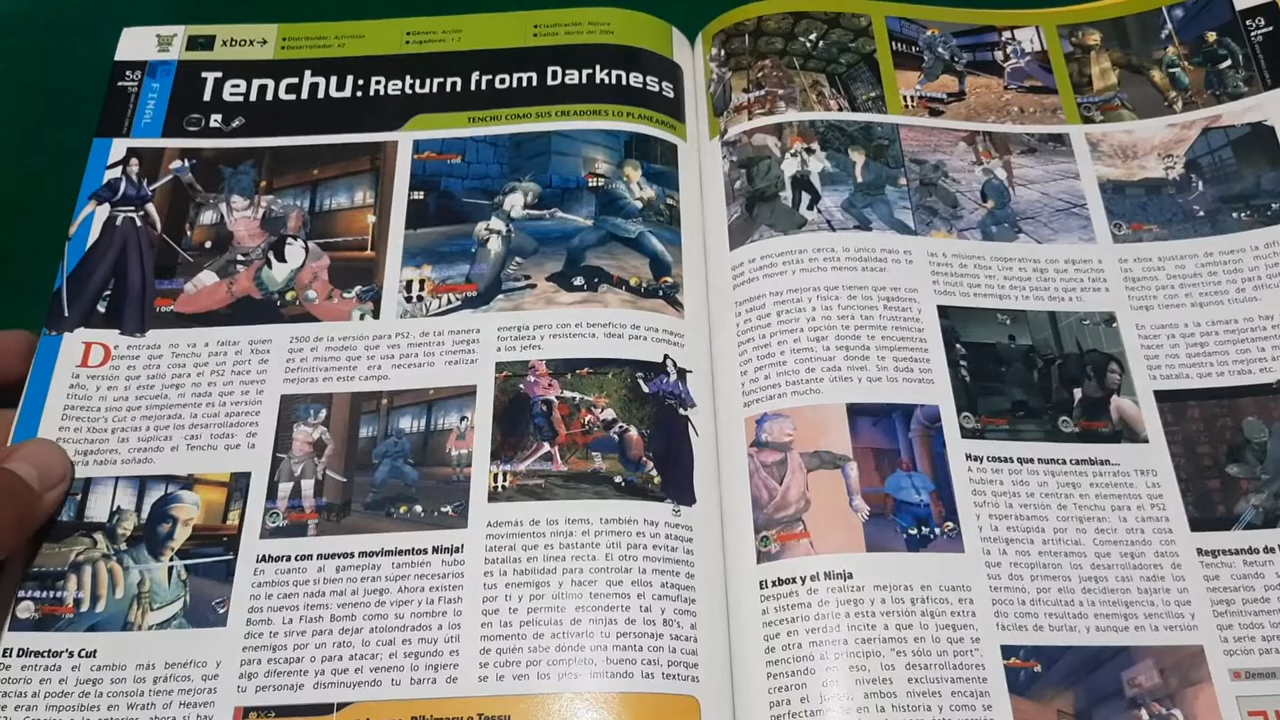 xbox→
Distribuidor: Activision
Desarrollador: K2
Género: Acción
Jugadores: 1-2
Clasificación: Mature
Salida: Marzo del 2004
58
50
FINAL
Tenchu: Return from Darkness
TENCHU COMO SUS CREADORES LO PLANEARON
De entrada no va a faltar quien
piense que Tenchu para el Xbox
no es otra cosa que un port de
la versión que salió para el PS2 hace un
año, y en sí éste juego no es un nuevo
título ni una secuela, ni nada que se le
parezca sino que simplemente es la versión
Director's Cut o mejorada, la cual aparece
en el Xbox gracias a que los desarrolladores
escucharon las súplicas -casi todas- de
jugadores, creando el Tenchu que la
oría había soñado.
El Director's Cut
De entrada el cambio más benéfico y
otorio en el juego son los gráficos, que
racias al poder de la consola tiene mejoras
ue eran imposibles en Wrath of Heaven
2500 de la versión para PS2-, de tal manera
que el modelo que ves mientras juegas
es el mismo que se usa para los cinemas.
Definitivamente era necesario realizar
mejoras en este campo.
¡Ahora con nuevos movimientos Ninja!
En cuanto al gameplay también hubo
cambios que si bien no eran súper necesarios
no le caen nada mal al juego. Ahora existen
dos nuevos items: veneno de viper y la Flash
Bomb. La Flash Bomb como su nombre lo
dice te sirve para dejar atolondrados a los
enemigos por un rato, lo cual es muy útil
para escapar o para atacar; el segundo es
algo diferente ya que el veneno lo ingiere
tu personaje disminuyendo tu barra de
energía pero con el beneficio de una mayor
fortaleza y resistencia, ideal para combatir
a los jefes.
Además de los items, también hay nuevos
movimientos ninja: el primero es un ataque
lateral que es bastante útil para evitar las
batallas en línea recta. El otro movimiento
es la habilidad para controlar la mente de
tus enemigos y hacer que ellos ataquen
por ti y por último tenemos el camuflaje
que te permite esconderte tal y como
en las películas de ninjas de los 80's, al
momento de activarlo tu personaje sacará
de quién sabe dónde una manta con la cual
se cubre por completo, -bueno casi, porque
se le ven los pies- imitando las texturas
Rikimaru o Tessu
59
50
que se encuentran cerca, lo único malo es
que cuando estás en esta modalidad no te
puedes mover y mucho menos atacar.
También hay mejoras que tienen que ver con
la salud -mental y física- de los jugadores,
y es que gracias a las funciones Restart y
Continue morir ya no será tan frustrante,
pues la primera opción te permite reiniciar
un nivel en el lugar donde te encuentras
con todo e items; la segunda simplemente
te permite continuar donde te quedaste
y no al inicio de cada nivel. Sin duda son
funciones bastante útiles y que los novatos
apreciaran mucho.
El xbox y el Ninja
Después de realizar mejoras en cuanto
al sistema de juego y a los gráficos, era
necesario darle a esta versión algún extra
que en verdad incite a que lo jueguen,
de otra manera caeríamos en lo que se
mencionó al principio, "es sólo un port".
Pensando en eso, los desarrolladores
crearon dos niveles exclusivamente
para el ambos niveles encajan
en la historia y como se
las 6 misiones cooperativas con alguien a
través de Xbox Live es algo que muchos
deseábamos ver, aunque claro nunca falta
el inútil que no te deja pasar o que atrae a
todos los enemigos y te los deja a ti.
Hay cosas que nunca cambian...
A no ser por los siguientes párrafos TRFD
hubiera sido un juego excelente. Las
dos quejas se centran en elementos que
sufrió la versión de Tenchu para el PS2
y esperábamos corrigieran: la cámara
y la estúpida por no decir otra cosa
inteligencia artificial. Comenzando con
la IA nos enteramos que según datos
que recopilaron los desarrolladores de
sus dos primeros juegos casi nadie los
terminó, por ello decidieron bajarle un
poco la dificultad a la inteligencia, lo que
dio como resultado enemigos sencillos y
fáciles de burlar, y aunque en la versión
de xbox ajustaron de nuevo la
las cosas no cambiaron
digamos. Después de todo un
hecho para divertirse no para
frustre con el exceso de
luego tienen algunos títulos.
En cuanto a la cámara no hay
hacer ya que para mejorarla
hacer un juego completamente
que nos quedamos con la
que no muestra los mejores
la batalla, que se traba, etc.
Regresando de
Tenchu: Return
que cuando
necesarios
juego puede
Definitivam
que todos lo
la serie apro
opción para
Demon